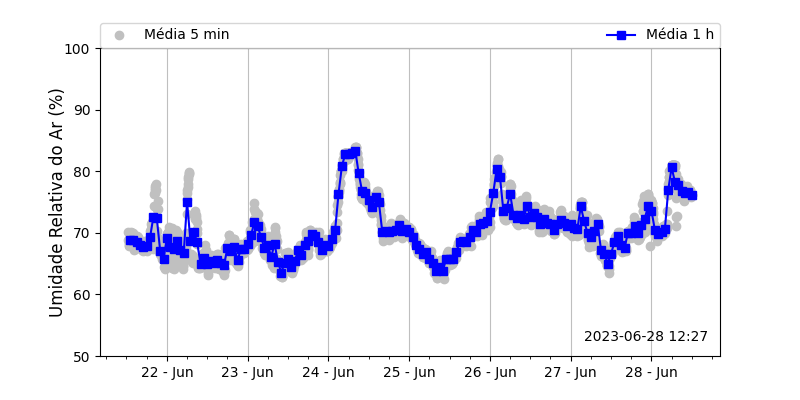 Média 5 min
Média 1 h
Umidade Relativa do Ar (%)
100
90
80
70
60
50
2023-06-28 12:27
22 - Jun
23 - Jun
24 - Jun
25 - Jun
26 - Jun
27 - Jun
28 - Jun